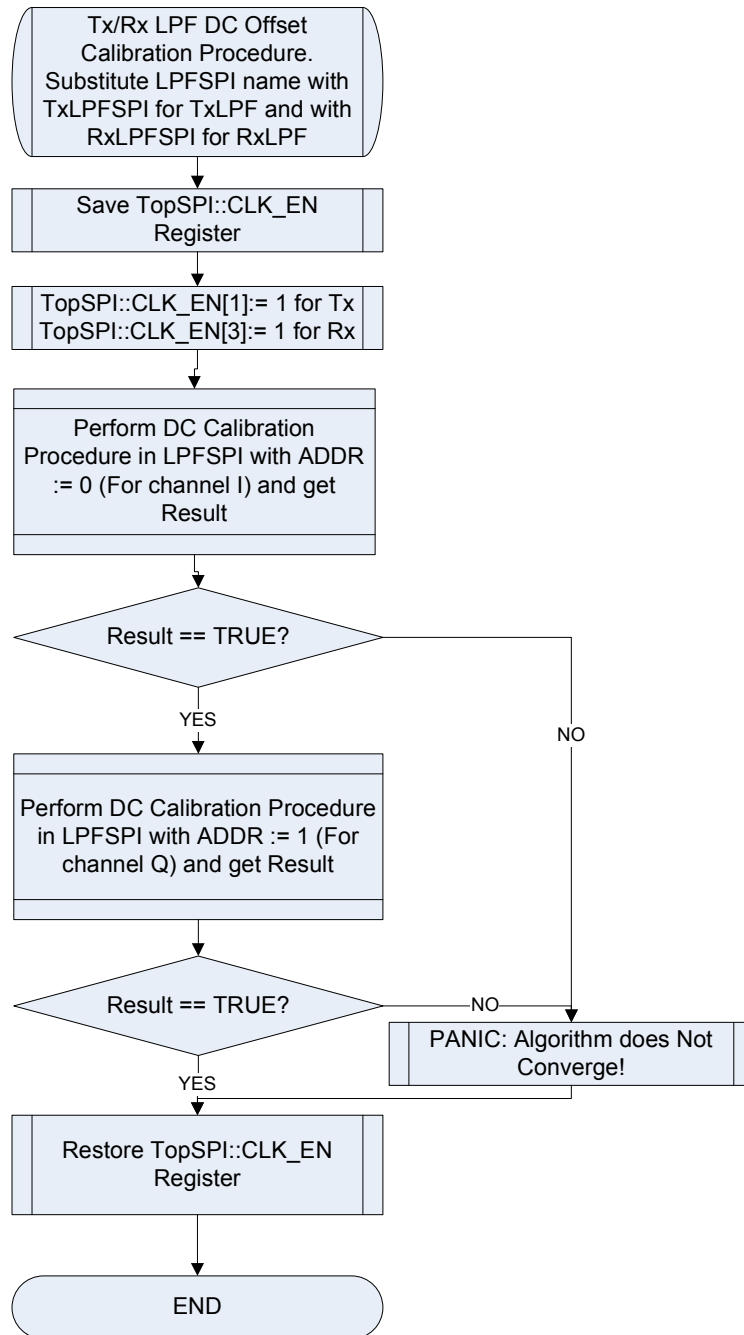 Tx/Rx LPF DC Offset
Calibration Procedure.
Substitute LPFSPI name with
TxLPFSPI for TxLPF and with
RxLPFSPI for RxLPF
Save TopSPI::CLK_EN
Register
TopSPI::CLK_EN[1]:= 1 for Tx
TopSPI::CLK_EN[3]:= 1 for Rx
Perform DC Calibration
Procedure in LPFSPI with ADDR
:= 0 (For channel I) and get
Result
Result == TRUE?
YES
NO
Perform DC Calibration Procedure
in LPFSPI with ADDR := 1 (For
channel Q) and get Result
Result == TRUE?
NO
PANIC: Algorithm does Not
Converge!
YES
Restore TopSPI::CLK_EN
Register
END